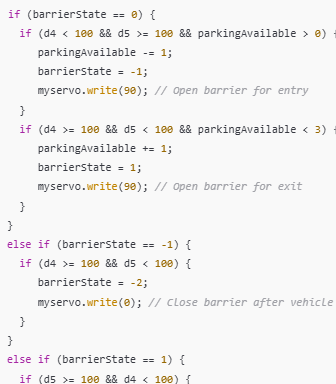 if (barrierState == 0) {
  if (d4 < 100 && d5 >= 100 && parkingAvailable > 0) {
    parkingAvailable -= 1;
    barrierState = -1;
    myservo.write(90); // Open barrier for entry
  }
  if (d4 >= 100 && d5 < 100 && parkingAvailable < 3) {
    parkingAvailable += 1;
    barrierState = 1;
    myservo.write(90); // Open barrier for exit
  }
}
else if (barrierState == -1) {
  if (d4 >= 100 && d5 < 100) {
    barrierState = -2;
    myservo.write(0); // Close barrier after vehicle
  }
}
else if (barrierState == 1) {
  if (d5 >= 100 && d4 < 100) {